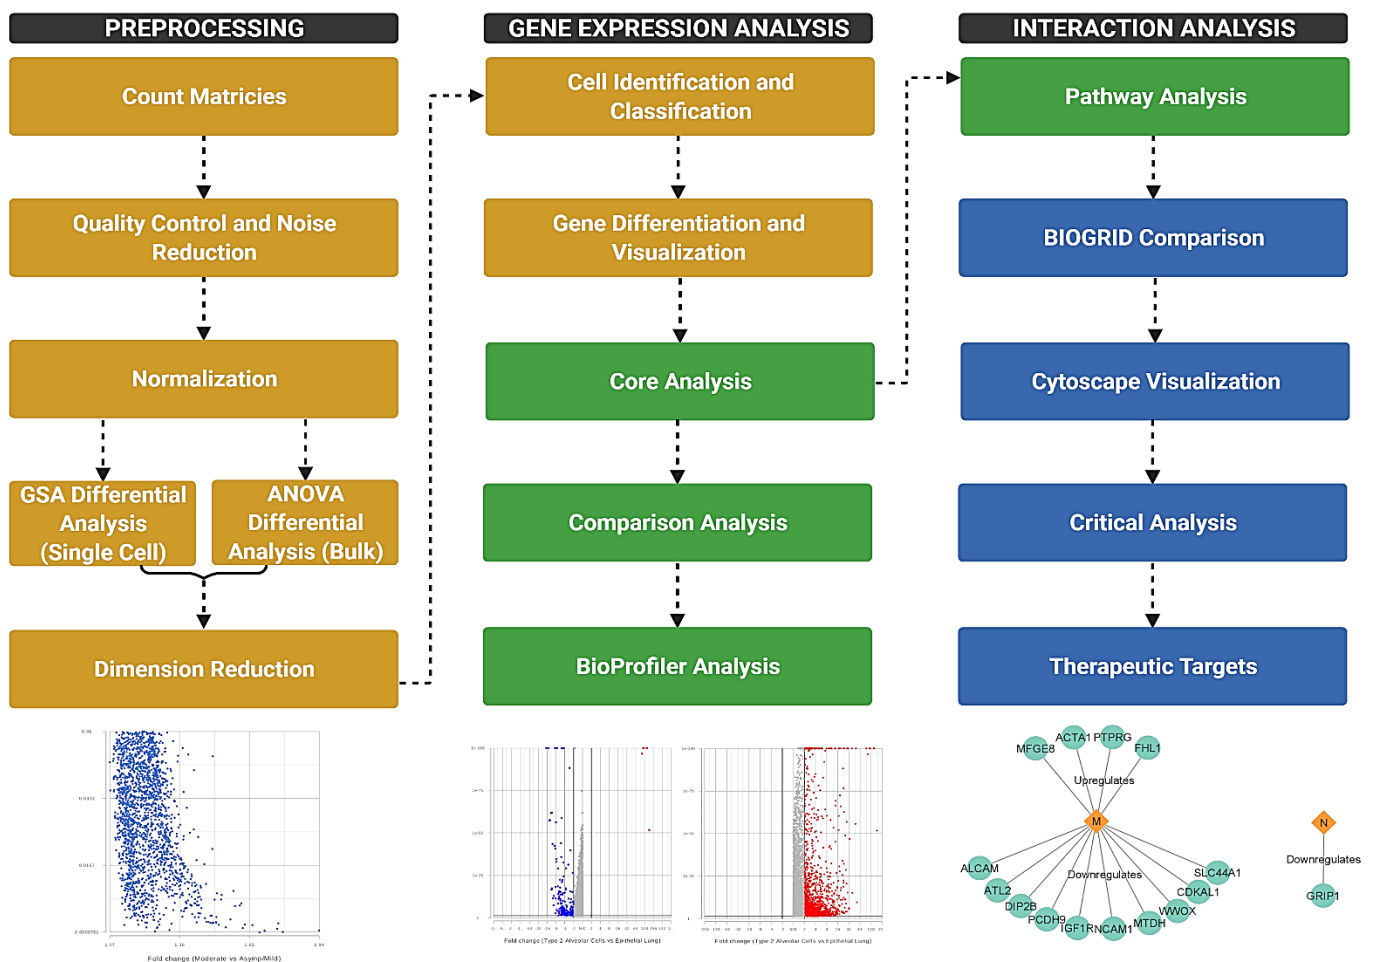 PREPROCESSING
Count Matricies
Quality Control and Noise
Reduction
Normalization
GSA Differential
Analysis
(Single Cell)
ANOVA
Differential
Analysis (Bulk)
Dimension Reduction
GENE EXPRESSION ANALYSIS
Cell Identification and
Classification
Gene Differentiation and
Visualization
Core Analysis
Comparison Analysis
BioProfiler Analysis
INTERACTION ANALYSIS
Pathway Analysis
BIOGRID Comparison
Cytoscape Visualization
Critical Analysis
Therapeutic Targets
Fold change (Moderate vs Asymp/Mild)
Fold change (Type 2 Alveolar Cells vs Epithelial Lung)
Fold change (Type 2 Alveolar Cells vs Epithelial Lung)
MFGE8
ACTA1
PTPRG
FHL1
Upregulates
M
Downregulates
ALCAM
ATL2
DIP2B
PCDH9
IGF1R
NCAM1
MTDH
WWOX
CDKAL1
SLC44A1
N
Downregulates
GRIP1